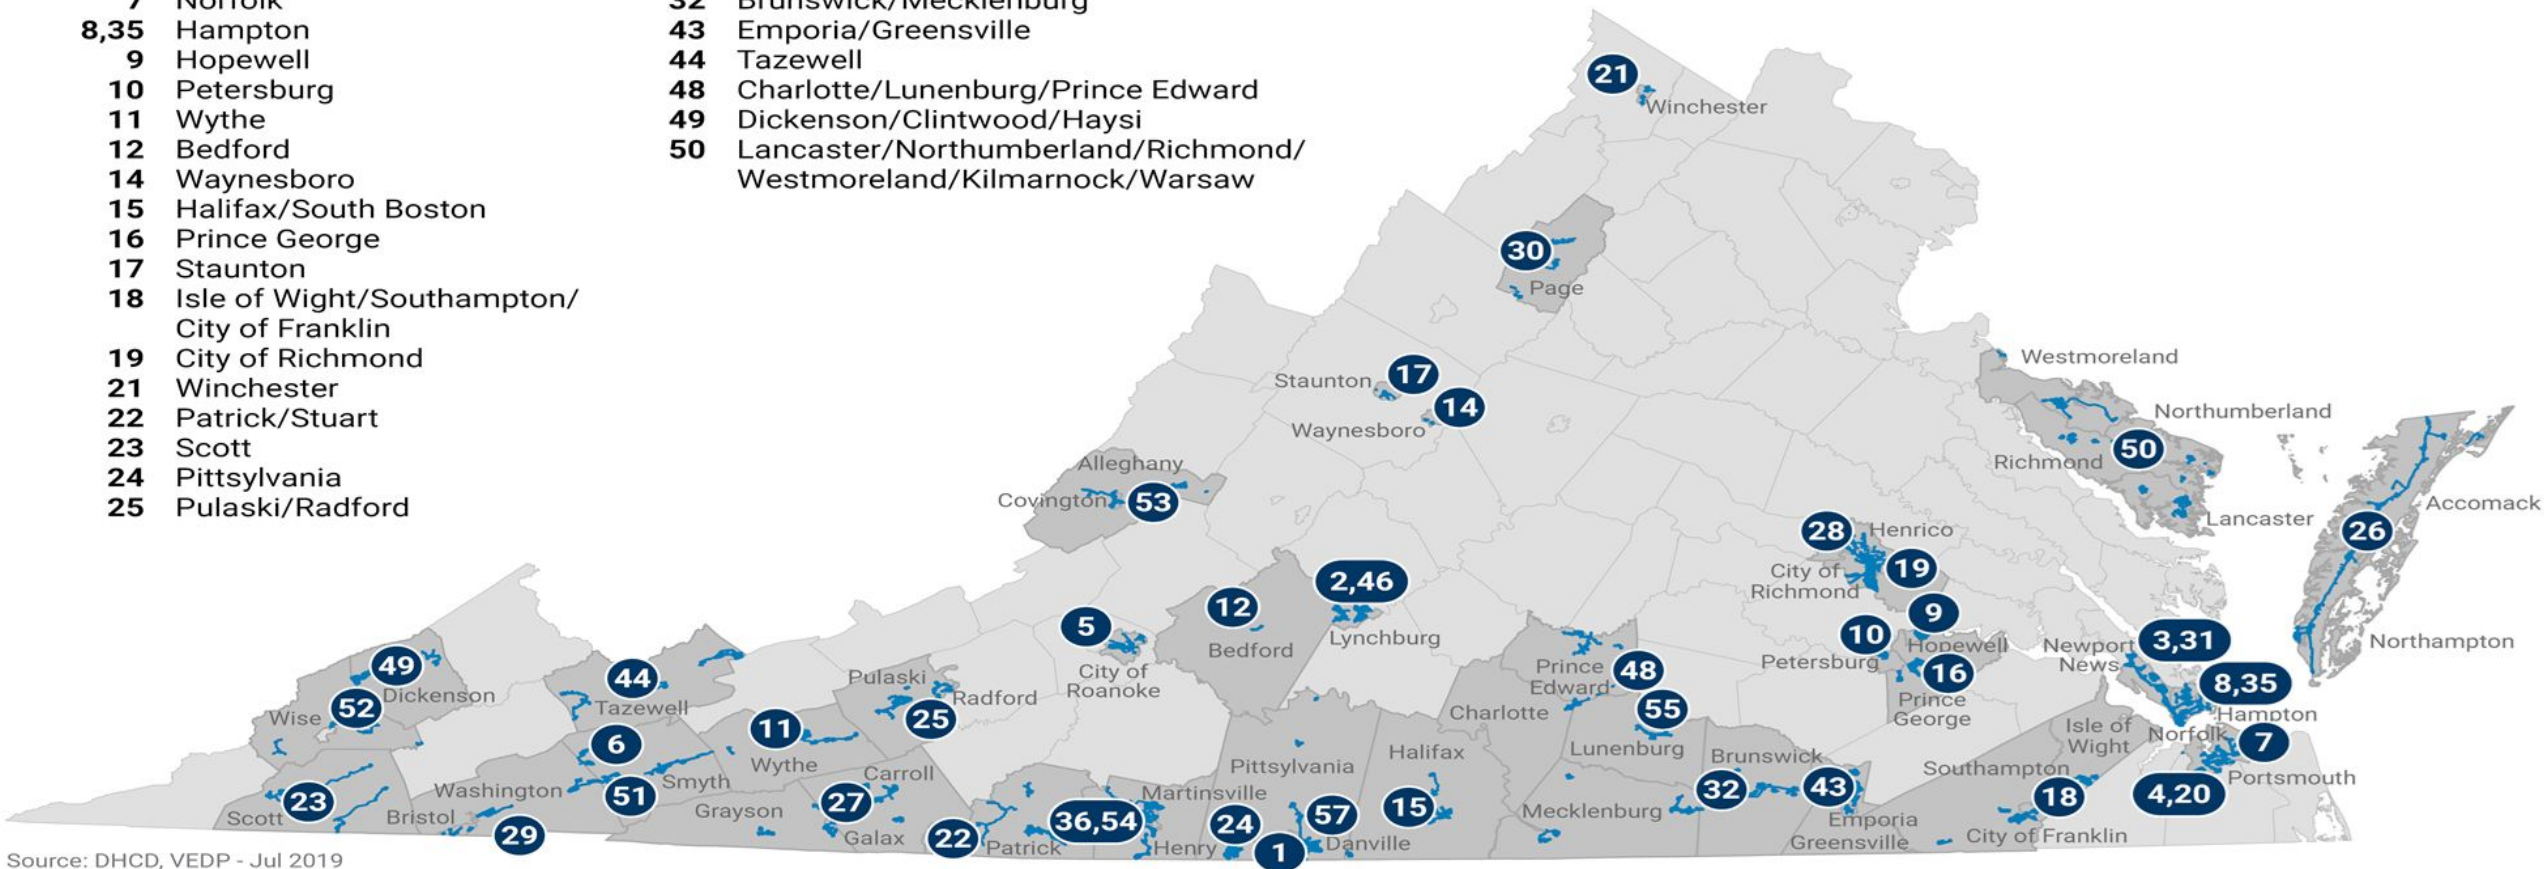 7 Norfolk
8,35 Hampton
9 Hopewell
10 Petersburg
11 Wythe
12 Bedford
14 Waynesboro
15 Halifax/South Boston
16 Prince George
17 Staunton
18 Isle of Wight/Southampton/
City of Franklin
19 City of Richmond
21 Winchester
22 Patrick/Stuart
23 Scott
24 Pittsylvania
25 Pulaski/Radford
32 Brunswick/Mecklenburg
43 Emporia/Greensville
44 Tazewell
48 Charlotte/Lunenburg/Prince Edward
49 Dickenson/Clintwood/Haysi
50 Lancaster/Northumberland/Richmond/
Westmoreland/Kilmarnock/Warsaw
21
Winchester
30
Page
Staunton
17
14
Waynesboro
Westmoreland
Northumberland
50
Richmond
Lancaster
Accomack
26
Northampton
Alleghany
Covington
53
28
Henrico
City of
Richmond
19
9
10
Hopewell
Petersburg
16
Prince
George
Newport
News
3,31
8,35
Hampton
Norfolk
7
Portsmouth
4,20
Isle of
Wight
Southampton
18
City of Franklin
2,46
Lynchburg
12
Bedford
5
City of
Roanoke
Prince
Edward
48
Charlotte
55
Lunenburg
Brunswick
32
43
Mecklenburg
Emporia
Greensville
49
Dickenson
Wise
52
44
Tazewell
Pulaski
Radford
25
11
Wythe
6
Smyth
Washington
51
Carroll
Grayson
27
Galax
23
Scott
Bristol
29
22
Patrick
36,54
Martinsville
Henry
Pittsylvania
24
1
57
Danville
Halifax
15
Source: DHCD, VEDP - Jul 2019